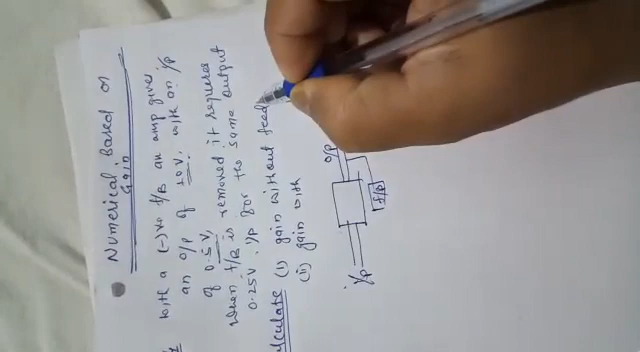 Numerical Based on
Gain
with a (-)ve f/B an amp gives
an o/p of 10V. with an i/p
of 0.5V,
when f/B is removed it requires
0.25V i/p for the same output
calculate (i) gain without feed
(ii) gain with
i/p
o/p
f/B